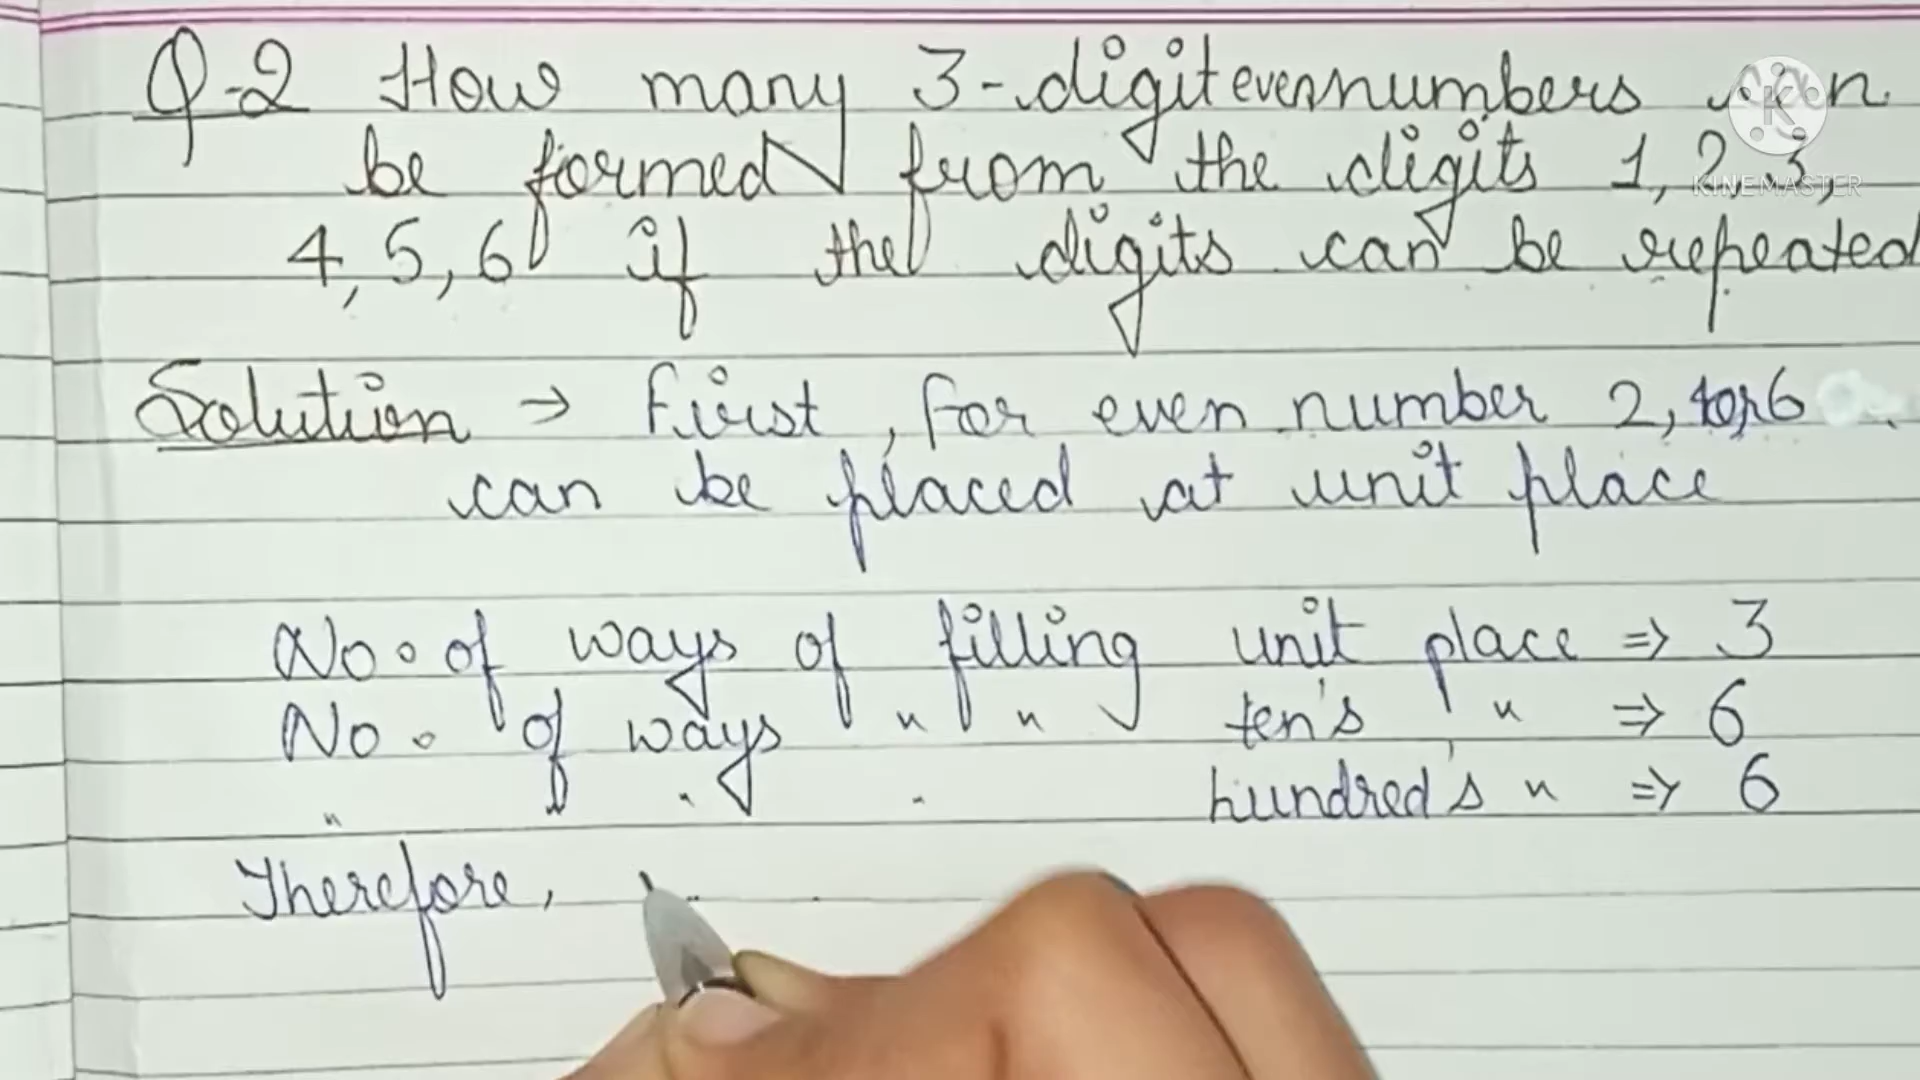 Q-2 How many 3-digit even numbers can
be formed from the digits 1, 2, 3,
4, 5, 6 if the digits can be repeated
Solution → First, For even number 2, 4 or 6
can be placed at unit place
No. of ways of filling unit place => 3
No. of ways " " ten's " => 6
" " " " hundred's " => 6
Therefore,
K
KINEMASTER